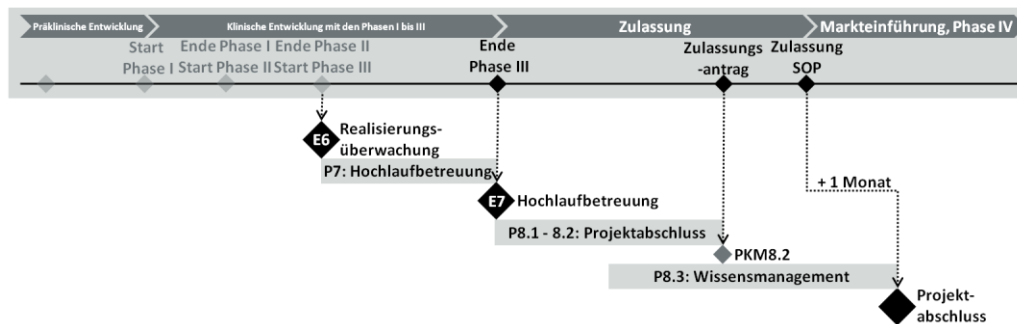 Präklinische Entwicklung
Klinische Entwicklung mit den Phasen I bis III
Zulassung
Markteinführung, Phase IV
Start
Phase I
Ende Phase I
Start Phase II
Ende Phase II
Start Phase III
Ende
Phase III
Zulassungs
-antrag
Zulassung
SOP
E6
Realisierungs-
überwachung
P7: Hochlaufbetreuung
+ 1 Monat
E7
Hochlaufbetreuung
P8.1 - 8.2: Projektabschluss
PKM8.2
P8.3: Wissensmanagement
Projekt-
abschluss